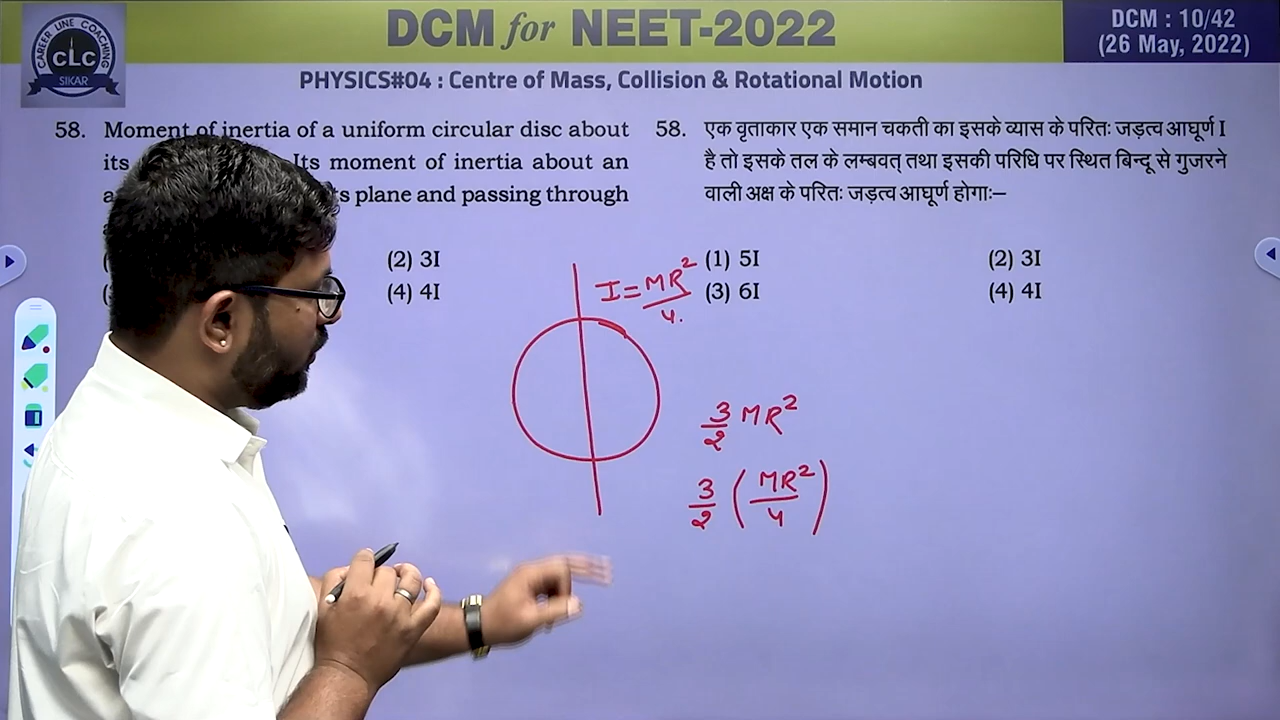 DCM for NEET-2022
DCM : 10/42
(26 May, 2022)
CAREER LINE COACHING
CLC
SIKAR
PHYSICS#04 : Centre of Mass, Collision & Rotational Motion
58. Moment of inertia of a uniform circular disc about
its Its moment of inertia about an
plane and passing through
(2) 3I
(4) 4I
58. एक वृताकार एक समान चकती का इसके व्यास के परितः जड़त्व आघूर्ण I
है तो इसके तल के लम्बवत् तथा इसकी परिधि पर स्थित बिन्दू से गुजरने
वाली अक्ष के परितः जड़त्व आघूर्ण होगाः–
(1) 5I (2) 3I
(3) 6I (4) 4I
I = MR²/4.
3/2 MR²
3/2 (MR²/4)